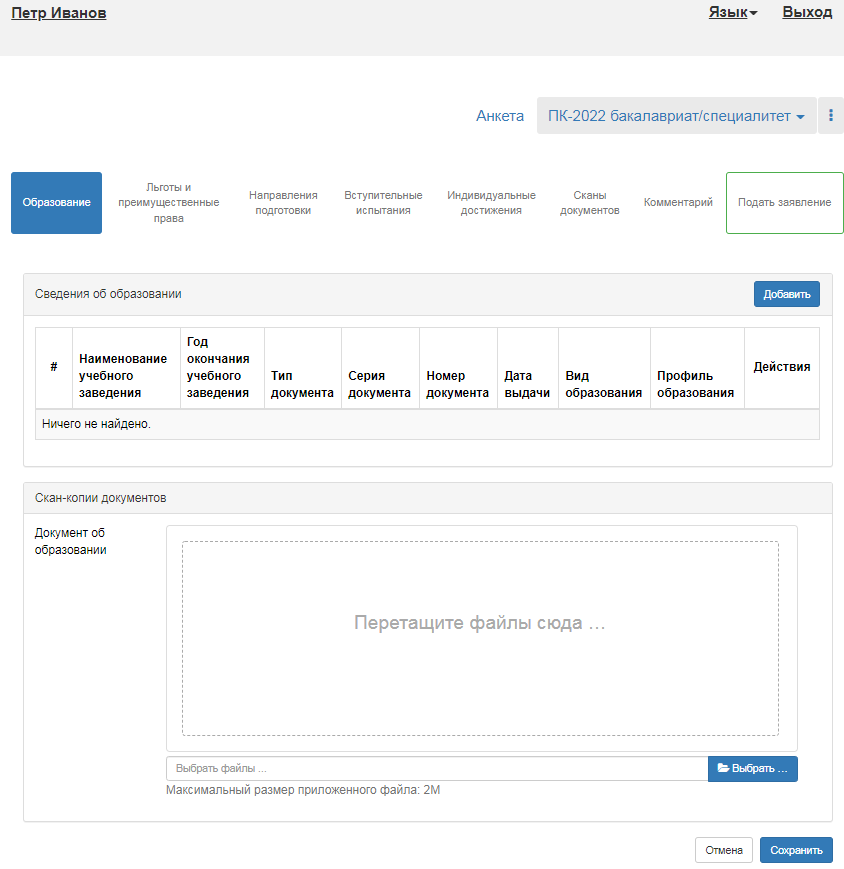 Петр Иванов
Язык
Выход
Анкета
ПК-2022 бакалавриат/специалитет
Образование
Льготы и
преимущественные
права
Направления
подготовки
Вступительные
испытания
Индивидуальные
достижения
Сканы
документов
Комментарий
Подать заявление
Сведения об образовании
Добавить
#
Наименование
учебного
заведения
Год
окончания
учебного
заведения
Тип
документа
Серия
документа
Номер
документа
Дата
выдачи
Вид
образования
Профиль
образования
Действия
Ничего не найдено.
Скан-копии документов
Документ об
образовании
Перетащите файлы сюда …
Выбрать файлы ...
Выбрать ...
Максимальный размер приложенного файла: 2М
Отмена
Сохранить